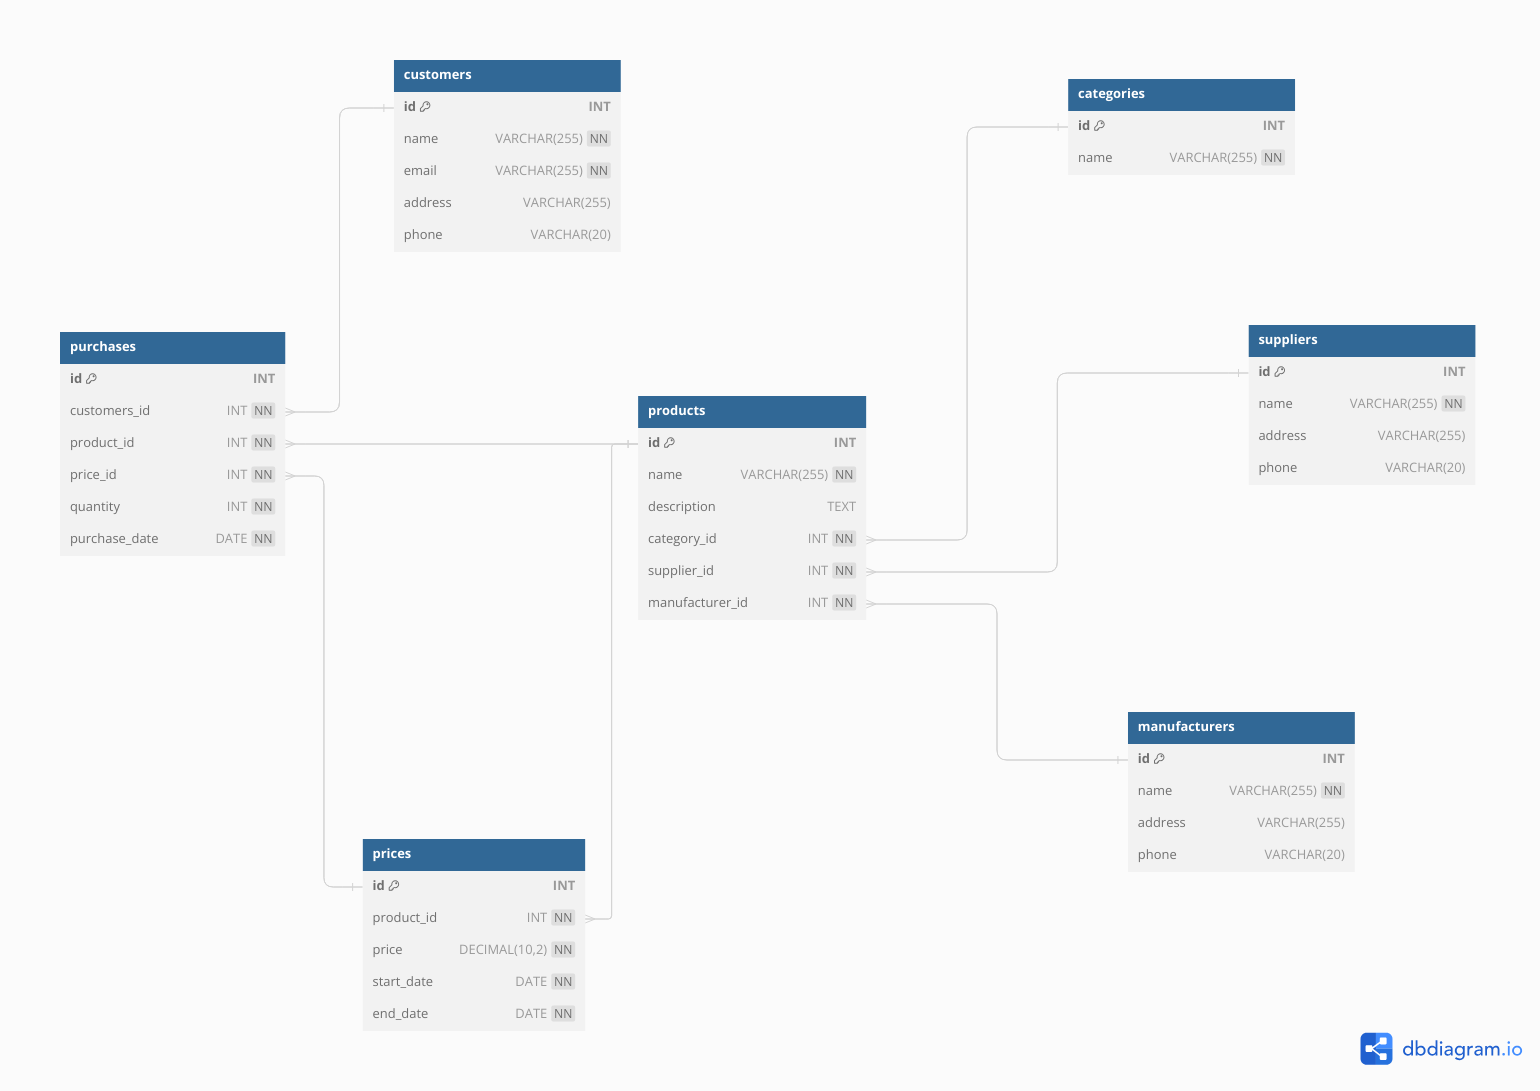 customers
id INT
name VARCHAR(255) NN
email VARCHAR(255) NN
address VARCHAR(255)
phone VARCHAR(20)
categories
id INT
name VARCHAR(255) NN
purchases
id INT
customers_id INT NN
product_id INT NN
price_id INT NN
quantity INT NN
purchase_date DATE NN
products
id INT
name VARCHAR(255) NN
description TEXT
category_id INT NN
supplier_id INT NN
manufacturer_id INT NN
suppliers
id INT
name VARCHAR(255) NN
address VARCHAR(255)
phone VARCHAR(20)
manufacturers
id INT
name VARCHAR(255) NN
address VARCHAR(255)
phone VARCHAR(20)
prices
id INT
product_id INT NN
price DECIMAL(10,2) NN
start_date DATE NN
end_date DATE NN
dbdiagram.io